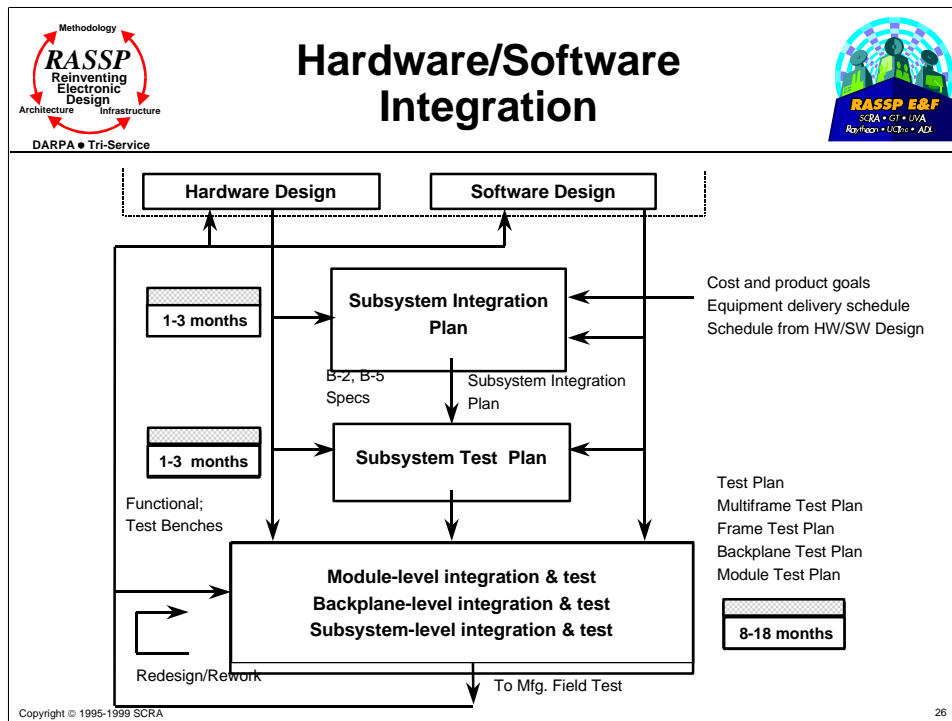 Methodology
RASSP
Reinventing
Electronic
Design
Architecture Infrastructure
DARPA ● Tri-Service
Hardware/Software
Integration
RASSP E&F
SCRA • GT • UVA
Raytheon • UCinc • ADL
Hardware Design
Software Design
1-3 months
Subsystem Integration
Plan
Cost and product goals
Equipment delivery schedule
Schedule from HW/SW Design
B-2, B-5
Specs
Subsystem Integration
Plan
1-3 months
Subsystem Test Plan
Functional;
Test Benches
Test Plan
Multiframe Test Plan
Frame Test Plan
Backplane Test Plan
Module Test Plan
Module-level integration & test
Backplane-level integration & test
Subsystem-level integration & test
8-18 months
Redesign/Rework
To Mfg. Field Test
Copyright © 1995-1999 SCRA
26